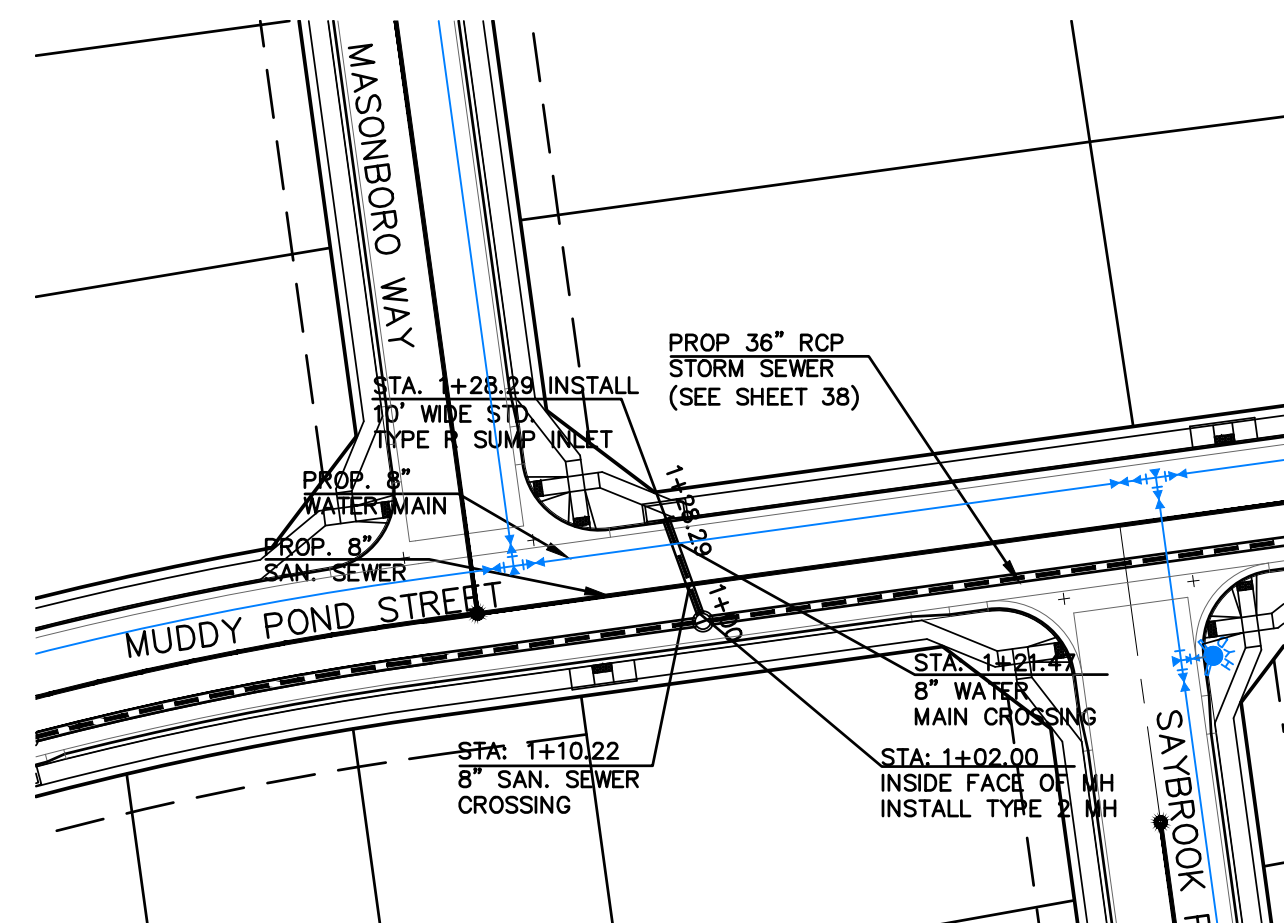 MASONBORO WAY
PROP 36" RCP
STORM SEWER
(SEE SHEET 38)
STA. 1+28.29 INSTALL
10' WIDE STD.
TYPE R SUMP INLET
PROP. 8"
WATER MAIN
PROP. 8"
SAN. SEWER
1+28.29
1+00
MUDDY POND STREET
STA. 1+21.47
8" WATER
MAIN CROSSING
STA: 1+10.22
8" SAN. SEWER
CROSSING
STA: 1+02.00
INSIDE FACE OF MH
INSTALL TYPE 2 MH
SAYBROOK